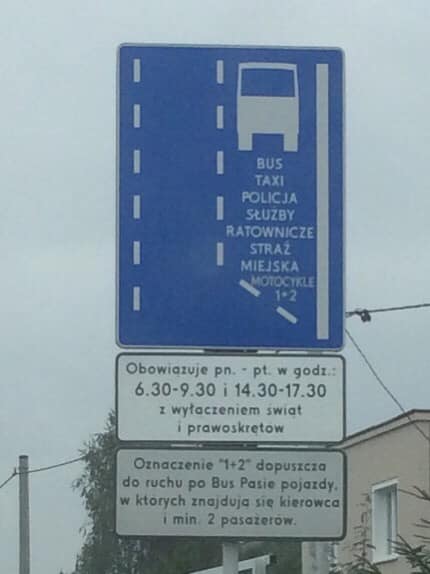 BUS
TAXI
POLICJA
SŁUŻBY
RATOWNICZE
STRAŻ
MIEJSKA
MOTOCYKLE
1+2
Obowiązuje pn. - pt. w godz.:
6.30-9.30 i 14.30-17.30
z wyłączeniem świąt
i prawoskrętów
Oznaczenie "1+2" dopuszcza
do ruchu po Bus Pasie pojazdy,
w których znajdują się kierowca
i min. 2 pasażerów.